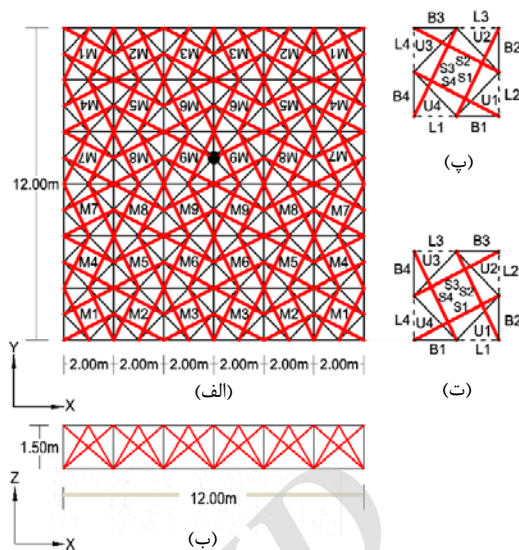 B3 L3
L4 U3 U2 B2
S3 S2
S4 S1
B4 U4 U1 L2
L1 B1
(پ)
M1 M2 M3 M3 M2 M1
M4 M5 M6 M6 M5 M4
M7 M8 M9 M9 M8 M7
M7 M8 M9 M9 M8 M7
M4 M5 M6 M6 M5 M4
M1 M2 M3 M3 M2 M1
12.00m
2.00m 2.00m 2.00m 2.00m 2.00m 2.00m
Y
X
(الف)
L3 B3
B4 U3 U2 L2
S3 S2
S4 S1
L4 U4 U1 B2
B1 L1
(ت)
1.50m
12.00m
Z
X
(ب)